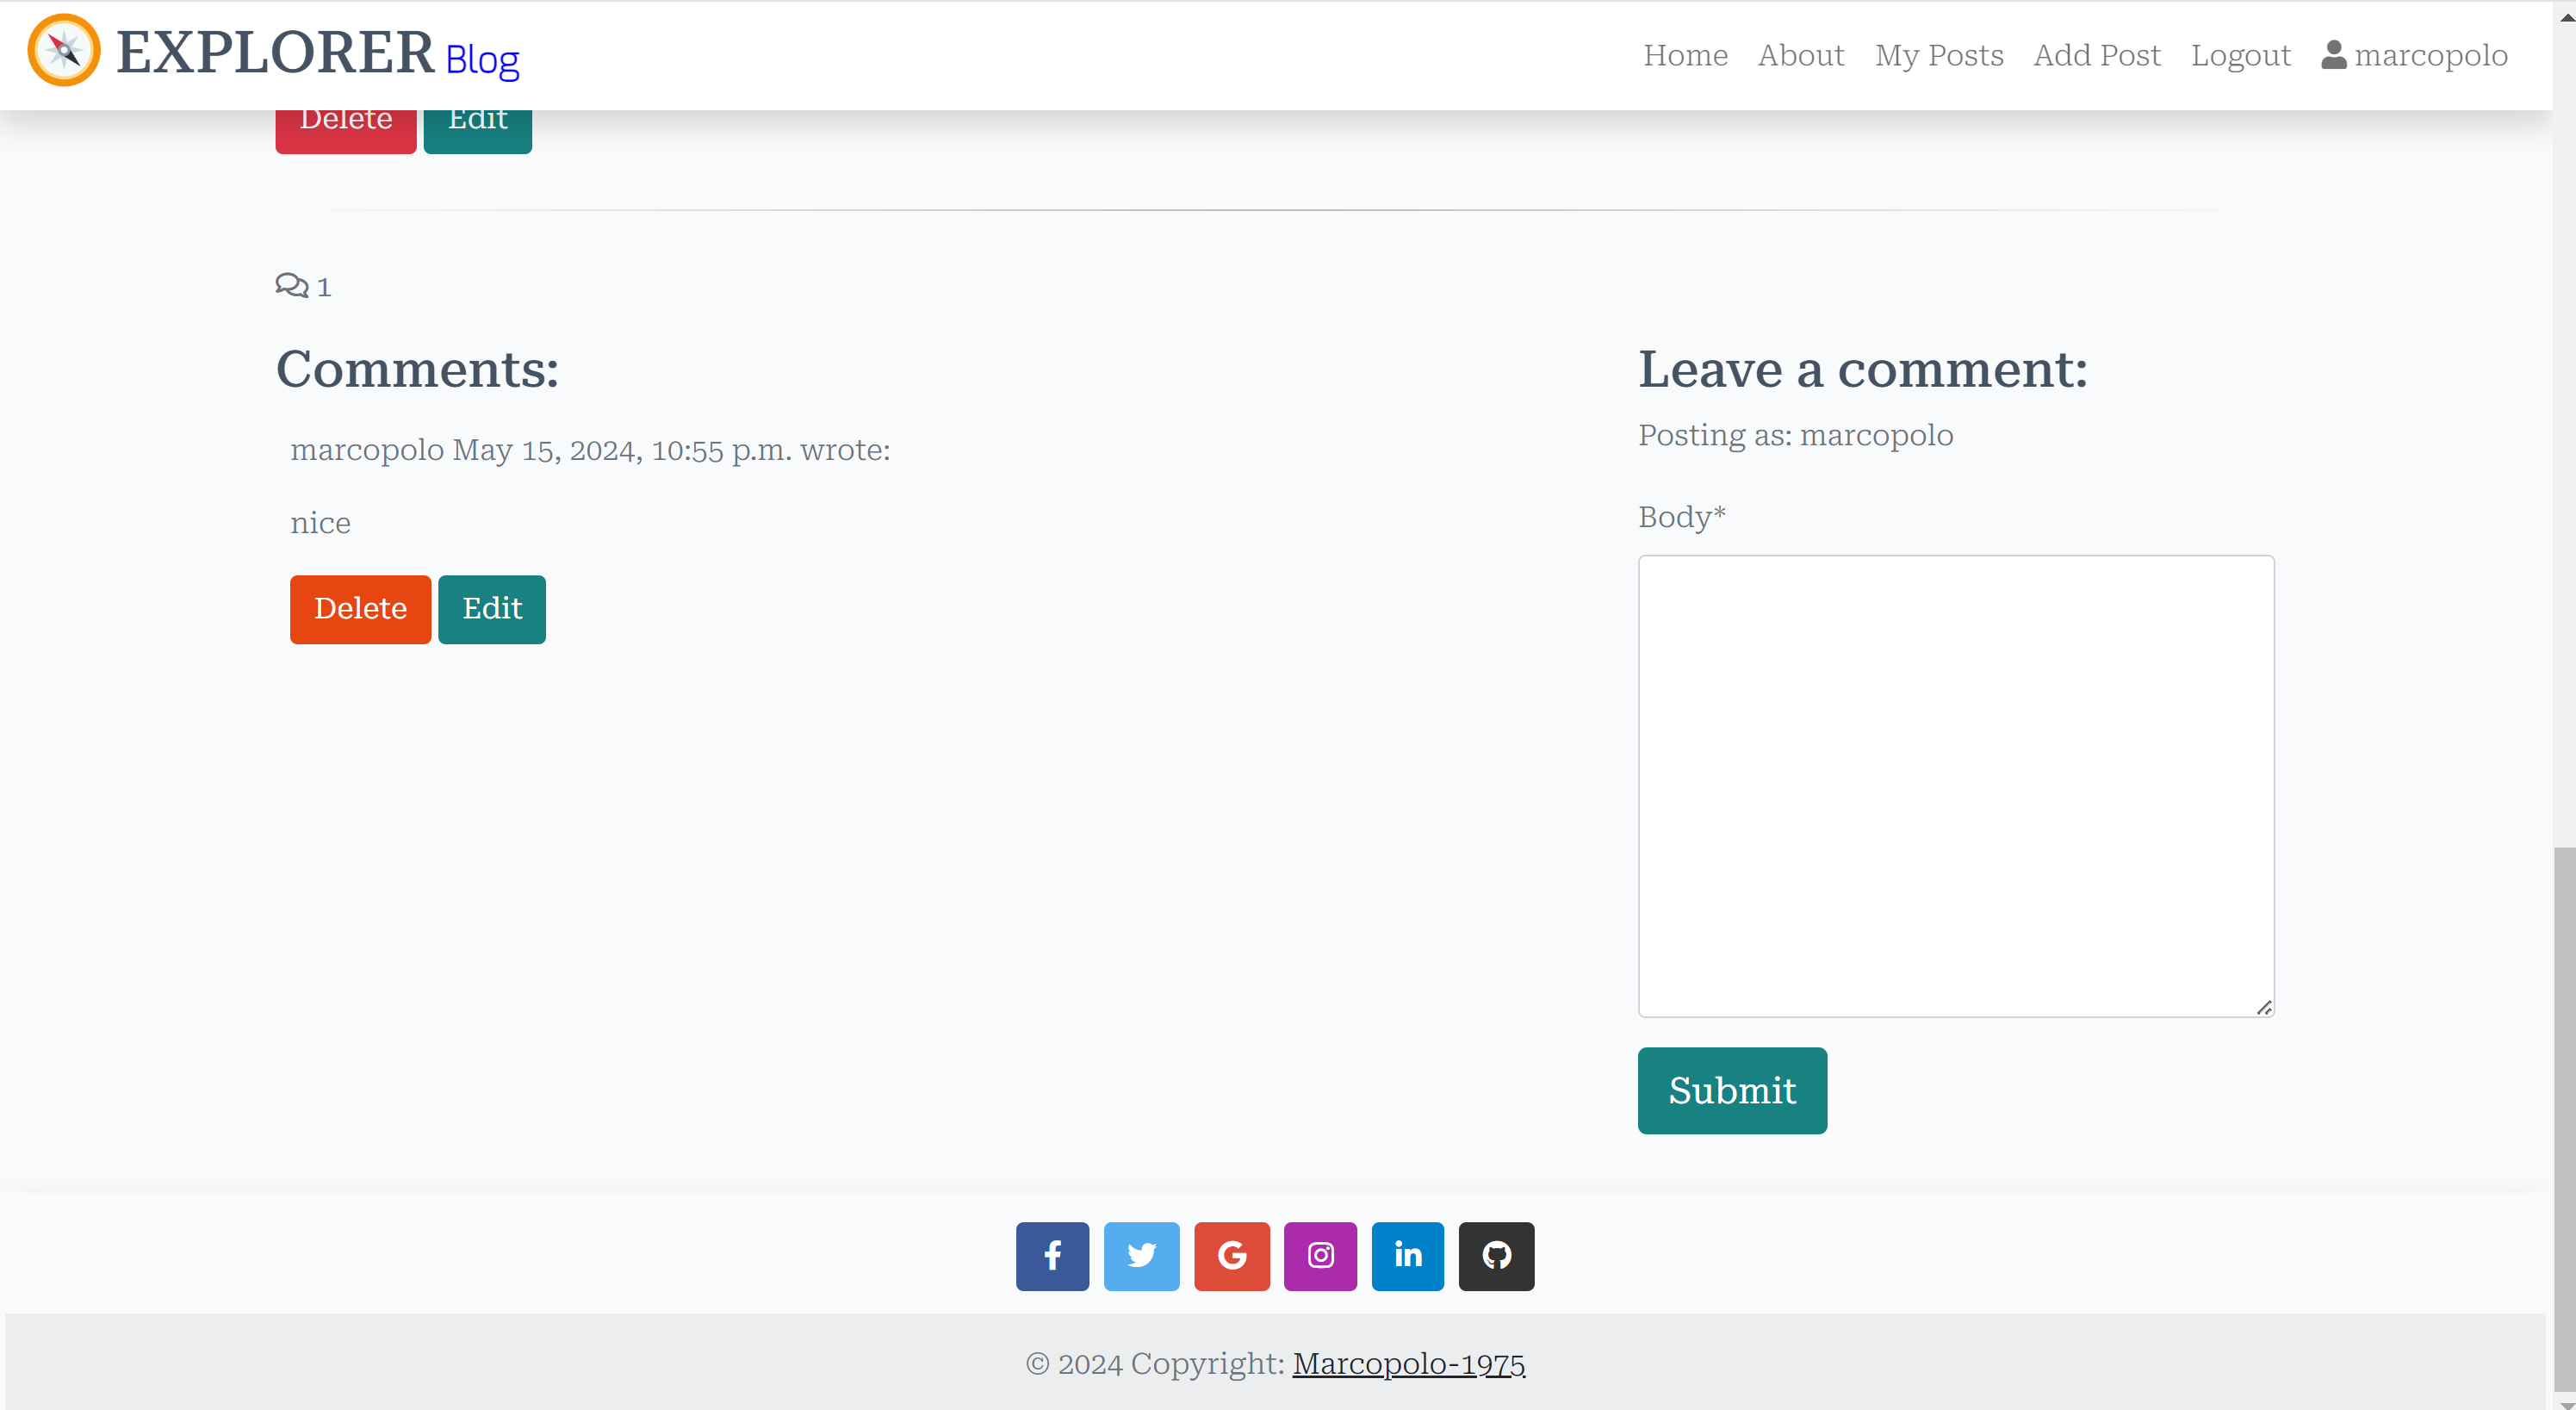 EXPLORER Blog
Home About My Posts Add Post Logout marcopolo
Delete Edit
1
Comments:
marcopolo May 15, 2024, 10:55 p.m. wrote:
nice
Delete Edit
Leave a comment:
Posting as: marcopolo
Body*
Submit
© 2024 Copyright: Marcopolo-1975